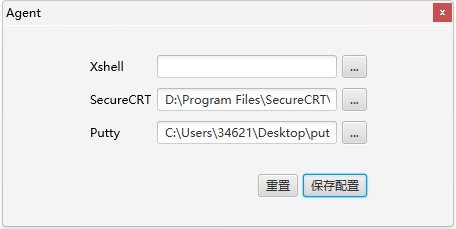 Agent
x
Xshell
...
SecureCRT D:\Program Files\SecureCRT\
...
Putty C:\Users\34621\Desktop\put
...
重置 保存配置